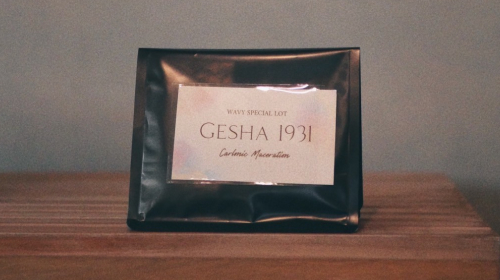 WAVY SPECIAL LOT
GESHA 1931
Carbonic Maceration